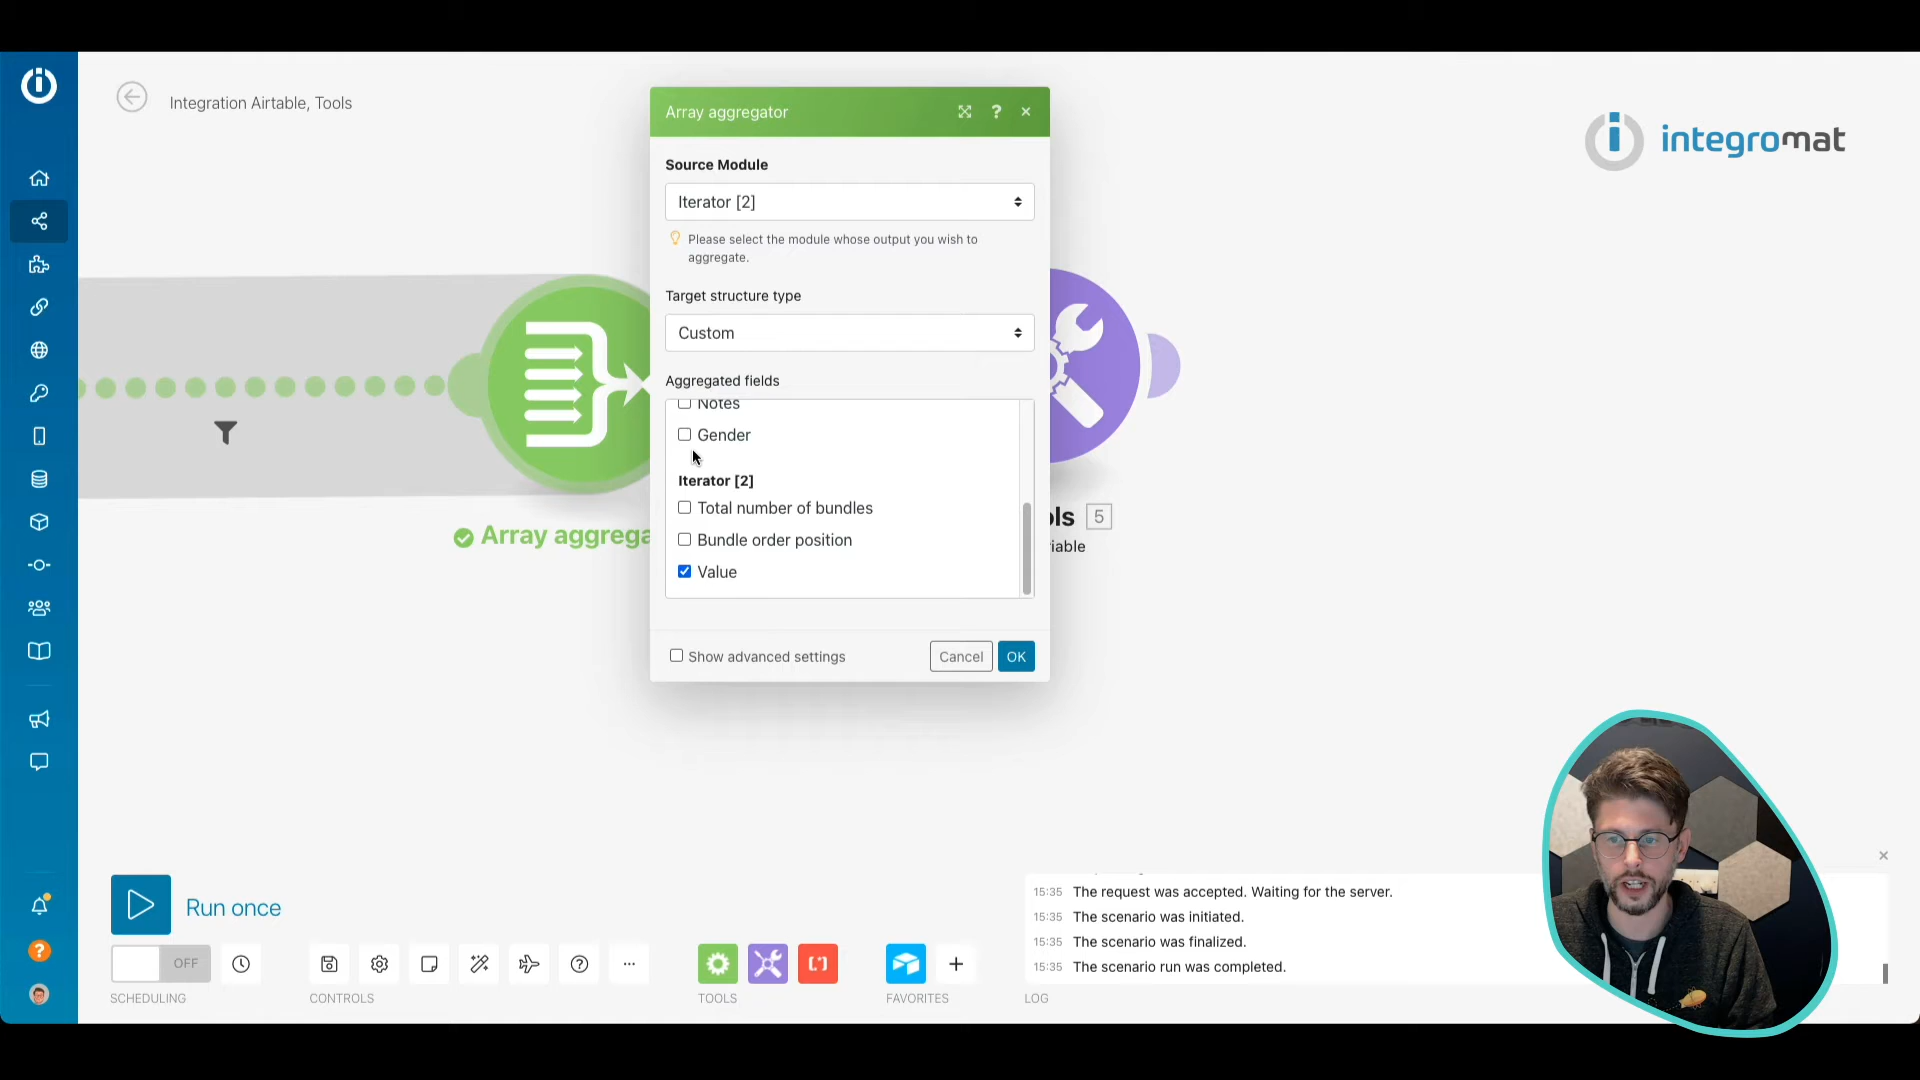 Integration Airtable, Tools
Array aggregator
?
Source Module
Iterator [2]
Please select the module whose output you wish to
aggregate.
Target structure type
Custom
Aggregated fields
Notes
Gender
Iterator [2]
Total number of bundles
Bundle order position
Value
Show advanced settings
Cancel
OK
integromat
Array aggrega
ols 5
iable
Run once
OFF
SCHEDULING
CONTROLS
TOOLS
FAVORITES
LOG
15:35 The request was accepted. Waiting for the server.
15:35 The scenario was initiated.
15:35 The scenario was finalized.
15:35 The scenario run was completed.